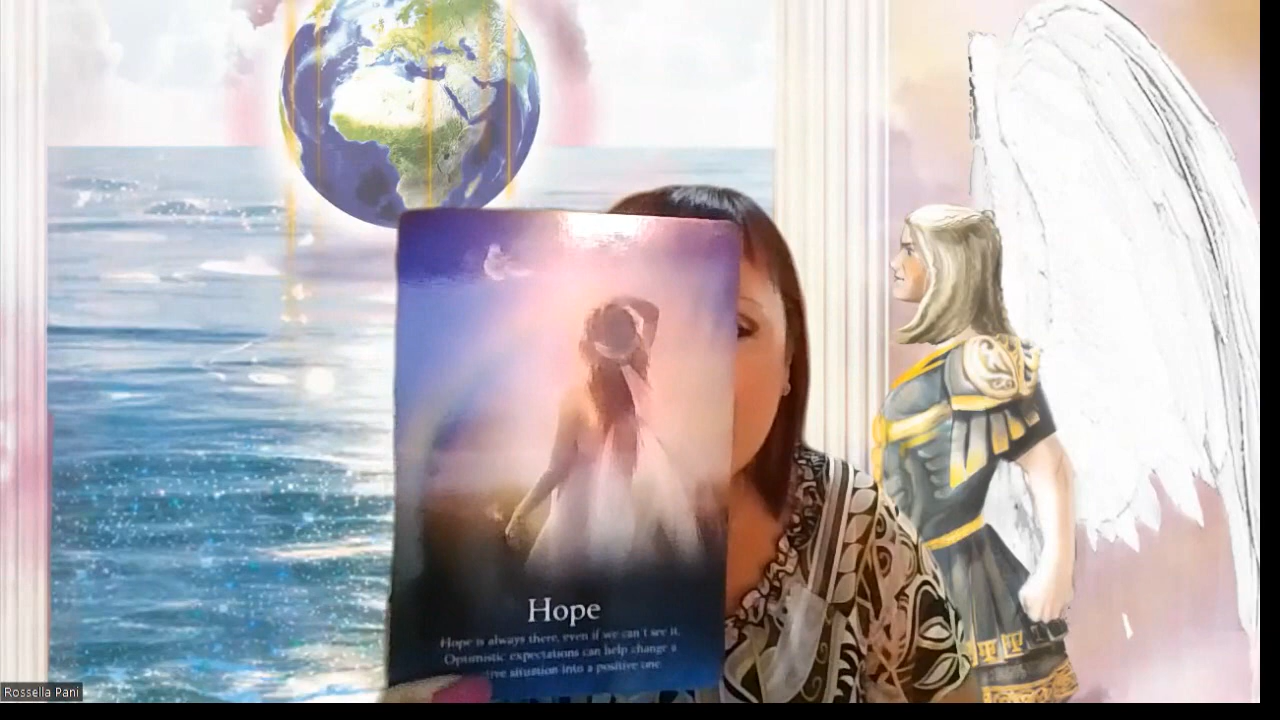 Hope
Hope is always there, even if we can't see it.
Optimistic expectations can help change a
situation into a positive one.
Rossella Pani